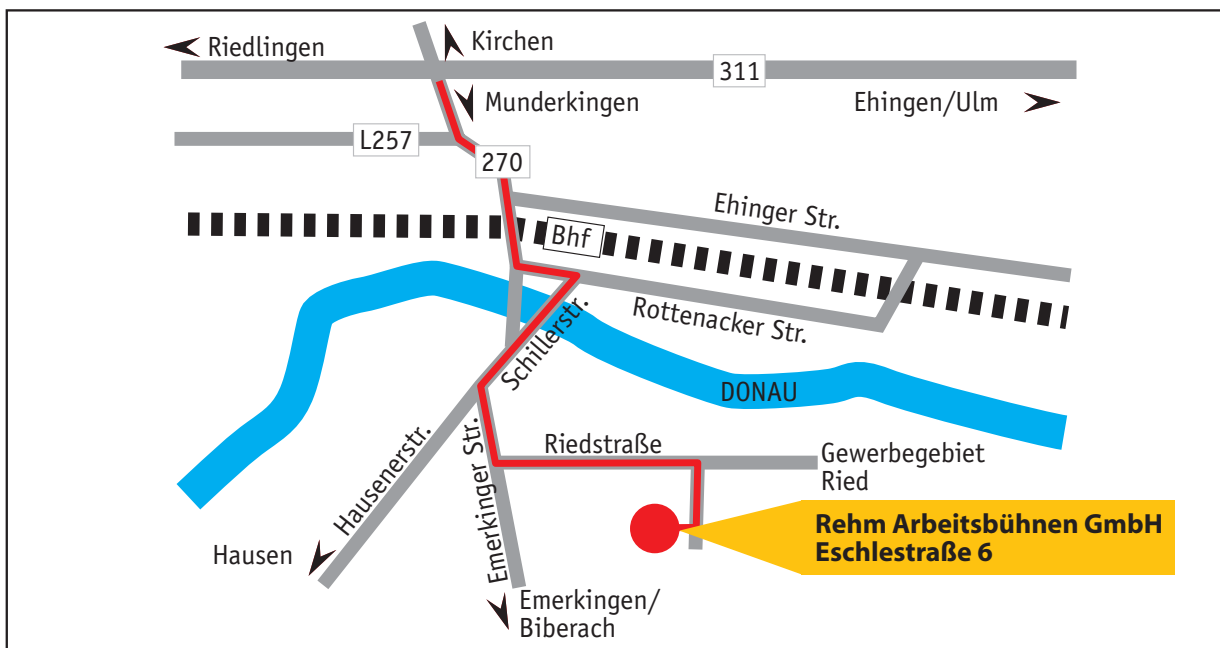 Riedlingen
Kirchen
311
Munderkingen
Ehingen/Ulm
L257
270
Ehinger Str.
Bhf
Rottenacker Str.
Schillerstr.
DONAU
Hausenerstr.
Emerkinger Str.
Riedstraße
Gewerbegebiet
Ried
Rehm Arbeitsbühnen GmbH
Eschlestraße 6
Hausen
Emerkingen/
Biberach